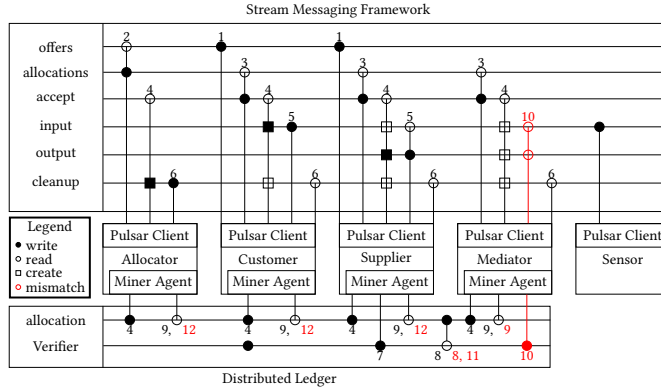 Stream Messaging Framework
offers 2 1 1
allocations 3 3 3
accept 4 4 4 4
input 5 5 10
output
cleanup 6 6 6 6
Legend
write
read
create
mismatch
Pulsar Client Pulsar Client Pulsar Client Pulsar Client Pulsar Client
Allocator Customer Supplier Mediator Sensor
Miner Agent Miner Agent Miner Agent Miner Agent
allocation
4 9, 12 4 9, 12 4 9, 12 4 9, 9
Verifier
7 8 8, 11 10
Distributed Ledger